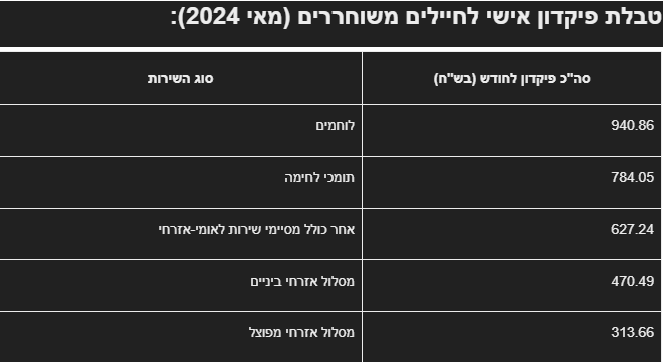 טבלת פיקדון אישי לחיילים משוחררים (מאי 2024):
סה"כ פיקדון לחודש (בש"ח) סוג השירות
940.86 לוחמים
784.05 תומכי לחימה
627.24 אחר כולל מסיימי שירות לאומי-אזרחי
470.49 מסלול אזרחי ביניים
313.66 מסלול אזרחי מפוצל